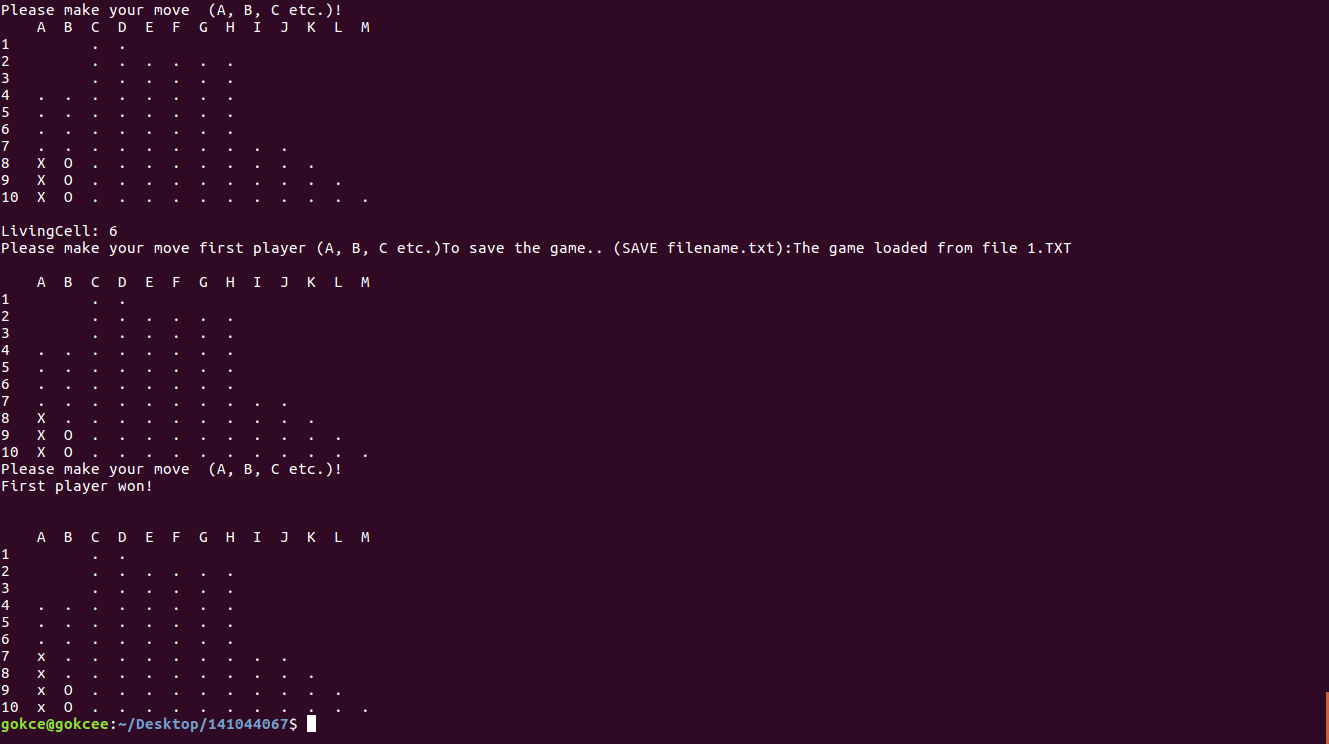 Please make your move  (A, B, C etc.)!
    A  B  C  D  E  F  G  H  I  J  K  L  M
1         .  .
2         .  .  .  .  .  .
3         .  .  .  .  .  .
4   .  .  .  .  .  .  .  .
5   .  .  .  .  .  .  .  .
6   .  .  .  .  .  .  .  .
7   .  .  .  .  .  .  .  .  .  .
8   X  O  .  .  .  .  .  .  .  .  .
9   X  O  .  .  .  .  .  .  .  .  .  .
10  X  O  .  .  .  .  .  .  .  .  .  .  .
LivingCell: 6
Please make your move first player (A, B, C etc.)To save the game.. (SAVE filename.txt):The game loaded from file 1.TXT
    A  B  C  D  E  F  G  H  I  J  K  L  M
1         .  .
2         .  .  .  .  .  .
3         .  .  .  .  .  .
4   .  .  .  .  .  .  .  .
5   .  .  .  .  .  .  .  .
6   .  .  .  .  .  .  .  .
7   .  .  .  .  .  .  .  .  .  .
8   X  .  .  .  .  .  .  .  .  .  .
9   X  O  .  .  .  .  .  .  .  .  .  .
10  X  O  .  .  .  .  .  .  .  .  .  .  .
Please make your move  (A, B, C etc.)!
First player won!
    A  B  C  D  E  F  G  H  I  J  K  L  M
1         .  .
2         .  .  .  .  .  .
3         .  .  .  .  .  .
4   .  .  .  .  .  .  .  .
5   .  .  .  .  .  .  .  .
6   .  .  .  .  .  .  .  .
7   x  .  .  .  .  .  .  .  .  .
8   x  .  .  .  .  .  .  .  .  .  .
9   x  O  .  .  .  .  .  .  .  .  .  .
10  x  O  .  .  .  .  .  .  .  .  .  .  .
gokce@gokcee:~/Desktop/141044067$